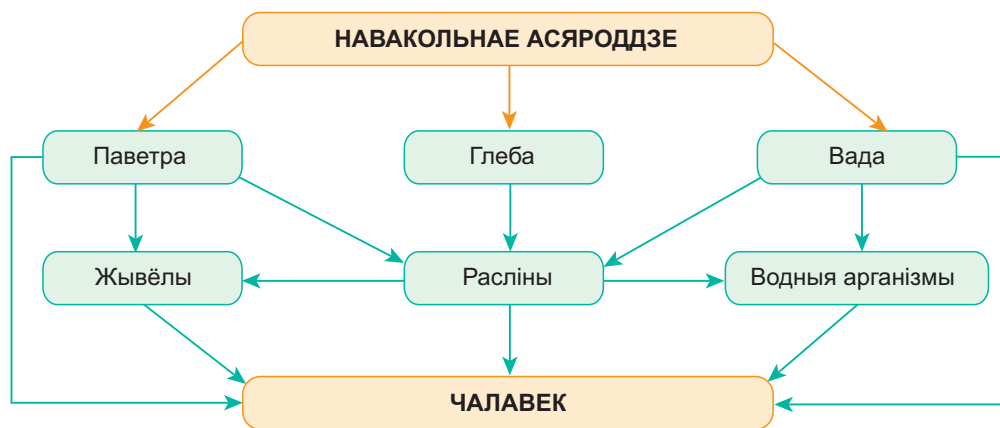 НАВАКОЛЬНАЕ АСЯРОДДЗЕ
Паветра
Глеба
Вада
Жывёлы
Расліны
Водныя арганізмы
ЧАЛАВЕК